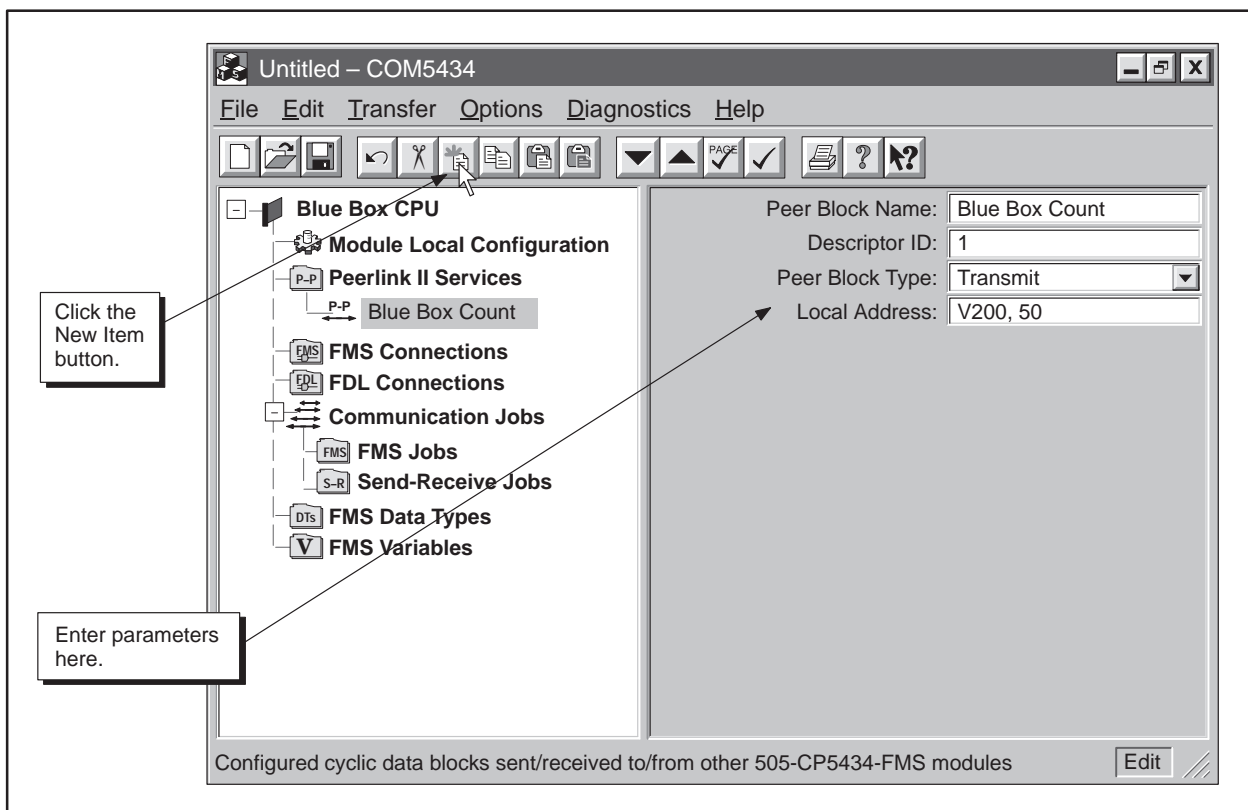 Untitled – COM5434
File Edit Transfer Options Diagnostics Help
PAGE
Blue Box CPU
Module Local Configuration
P–P Peerlink II Services
P-P Blue Box Count
FMS FMS Connections
FDL FDL Connections
Communication Jobs
FMS FMS Jobs
S–R Send-Receive Jobs
DTs FMS Data Types
V FMS Variables
Peer Block Name: Blue Box Count
Descriptor ID: 1
Peer Block Type: Transmit
Local Address: V200, 50
Click the
New Item
button.
Enter parameters
here.
Configured cyclic data blocks sent/received to/from other 505-CP5434-FMS modules Edit